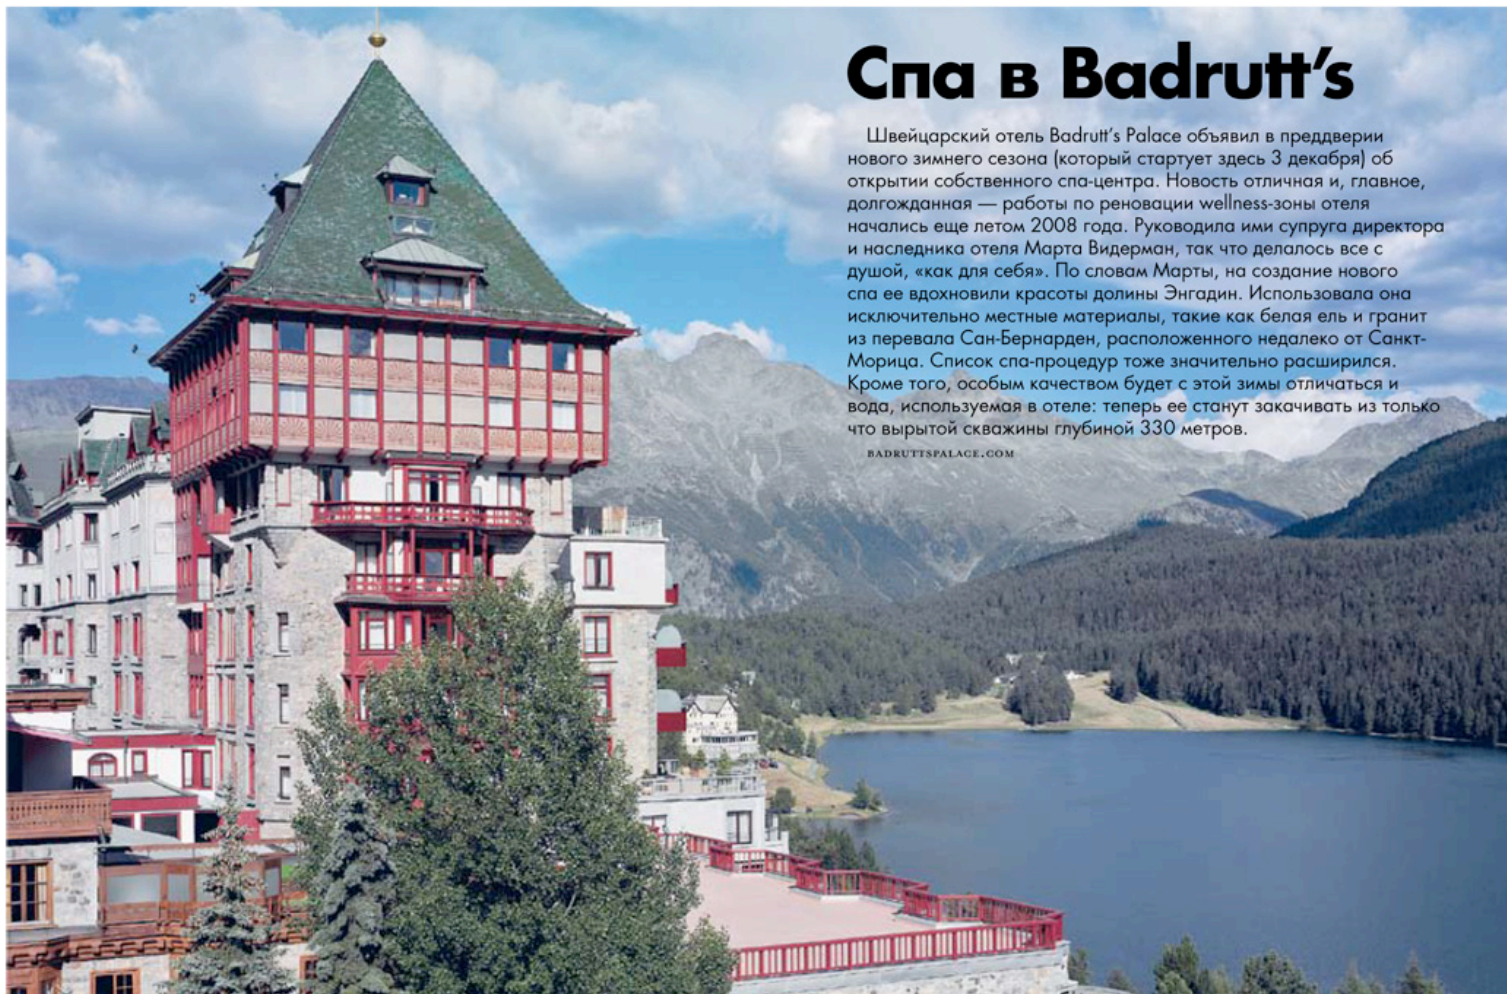 Спа в Badrutt’s
Швейцарский отель Badrutt’s Palace объявил в преддверии
нового зимнего сезона (который стартует здесь 3 декабря) об
открытии собственного спа-центра. Новость отличная и, главное,
долгожданная — работы по реновации wellness-зоны отеля
начались еще летом 2008 года. Руководила ими супруга директора
и наследника отеля Марта Видерман, так что делалось все с
душой, «как для себя». По словам Марты, на создание нового
спа ее вдохновили красоты долины Энгадин. Использовала она
исключительно местные материалы, такие как белая ель и гранит
из перевала Сан-Бернарден, расположенного недалеко от Санкт-
Морица. Список спа-процедур тоже значительно расширился.
Кроме того, особым качеством будет с этой зимы отличаться и
вода, используемая в отеле: теперь ее станут закачивать из только
что вырытой скважины глубиной 330 метров.
BADRUTTSPALACE.COM